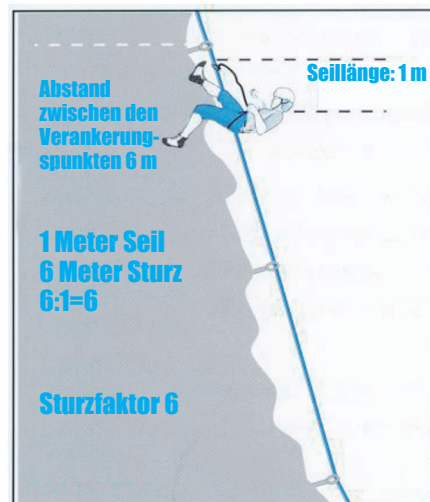 Seillänge: 1 m
Abstand
zwischen den
Verankerung-
spunkten 6 m
1 Meter Seil
6 Meter Sturz
6:1=6
Sturzfaktor 6